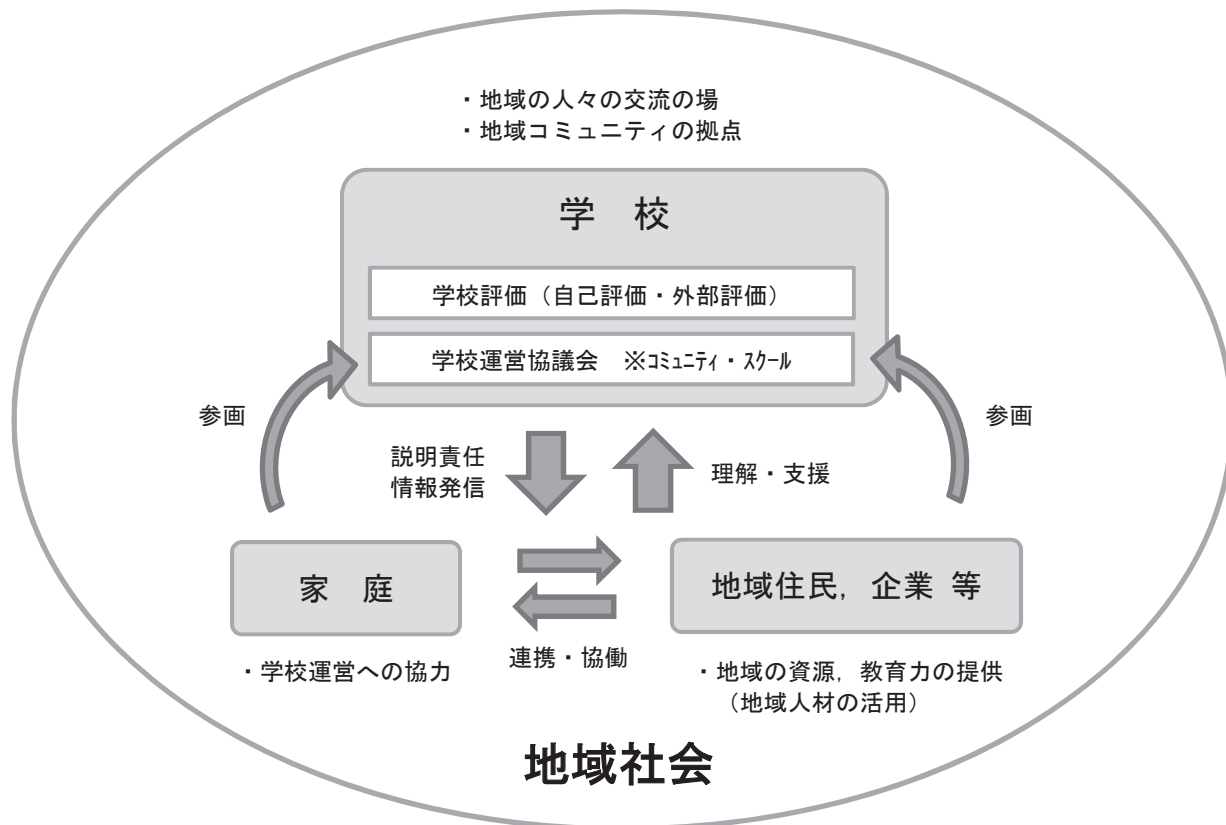 ・地域の人々の交流の場
・地域コミュニティの拠点
学　校
学校評価（自己評価・外部評価）
学校運営協議会　※ｺﾐｭﾆﾃｨ・ｽｸｰﾙ
参画
参画
説明責任
情報発信
理解・支援
家　庭
地域住民，企業 等
連携・協働
・学校運営への協力
・地域の資源，教育力の提供
（地域人材の活用）
地域社会